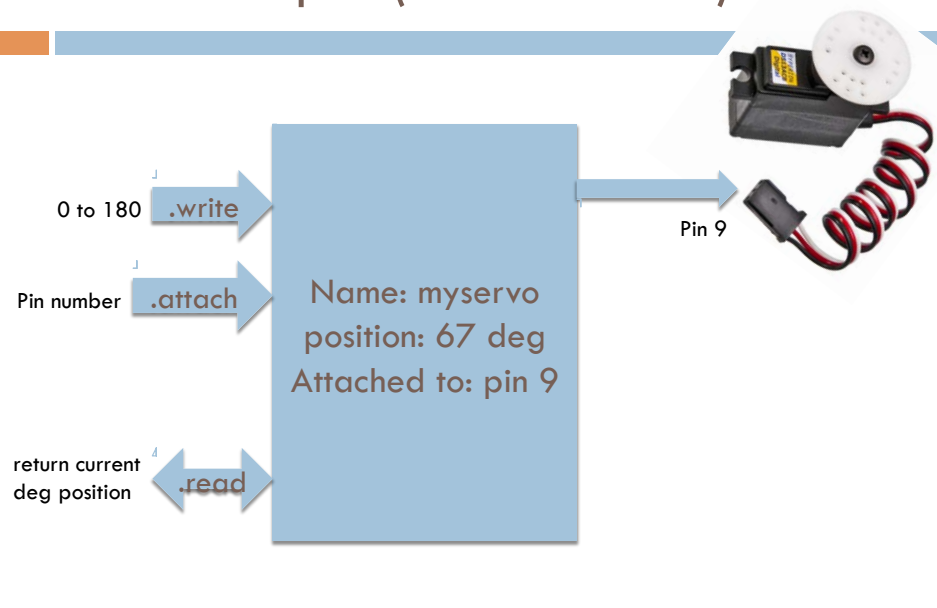 0 to 180
.write
Pin 9
Pin number
.attach
Name: myservo
position: 67 deg
Attached to: pin 9
return current
deg position
.read